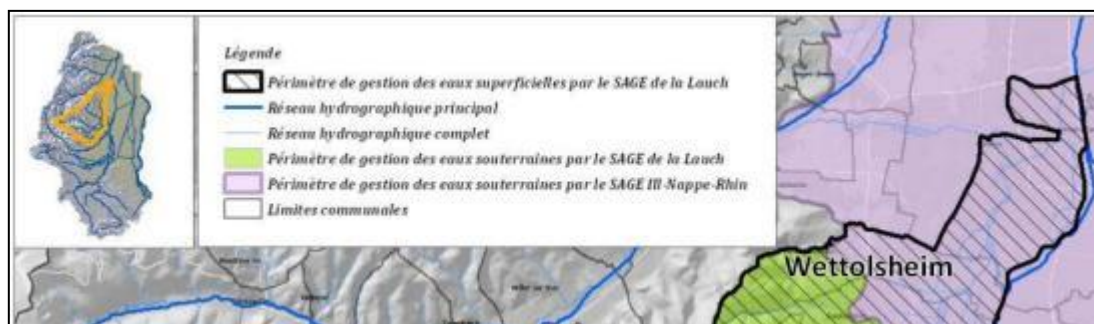 Légende
Périmètre de gestion des eaux superficielles par le SAGE de la Lauch
Réseau hydrographique principal
Réseau hydrographique complet
Périmètre de gestion des eaux souterraines par le SAGE de la Lauch
Périmètre de gestion des eaux souterraines par le SAGE Ill-Nappe-Rhin
Limites communales
Wettolsheim